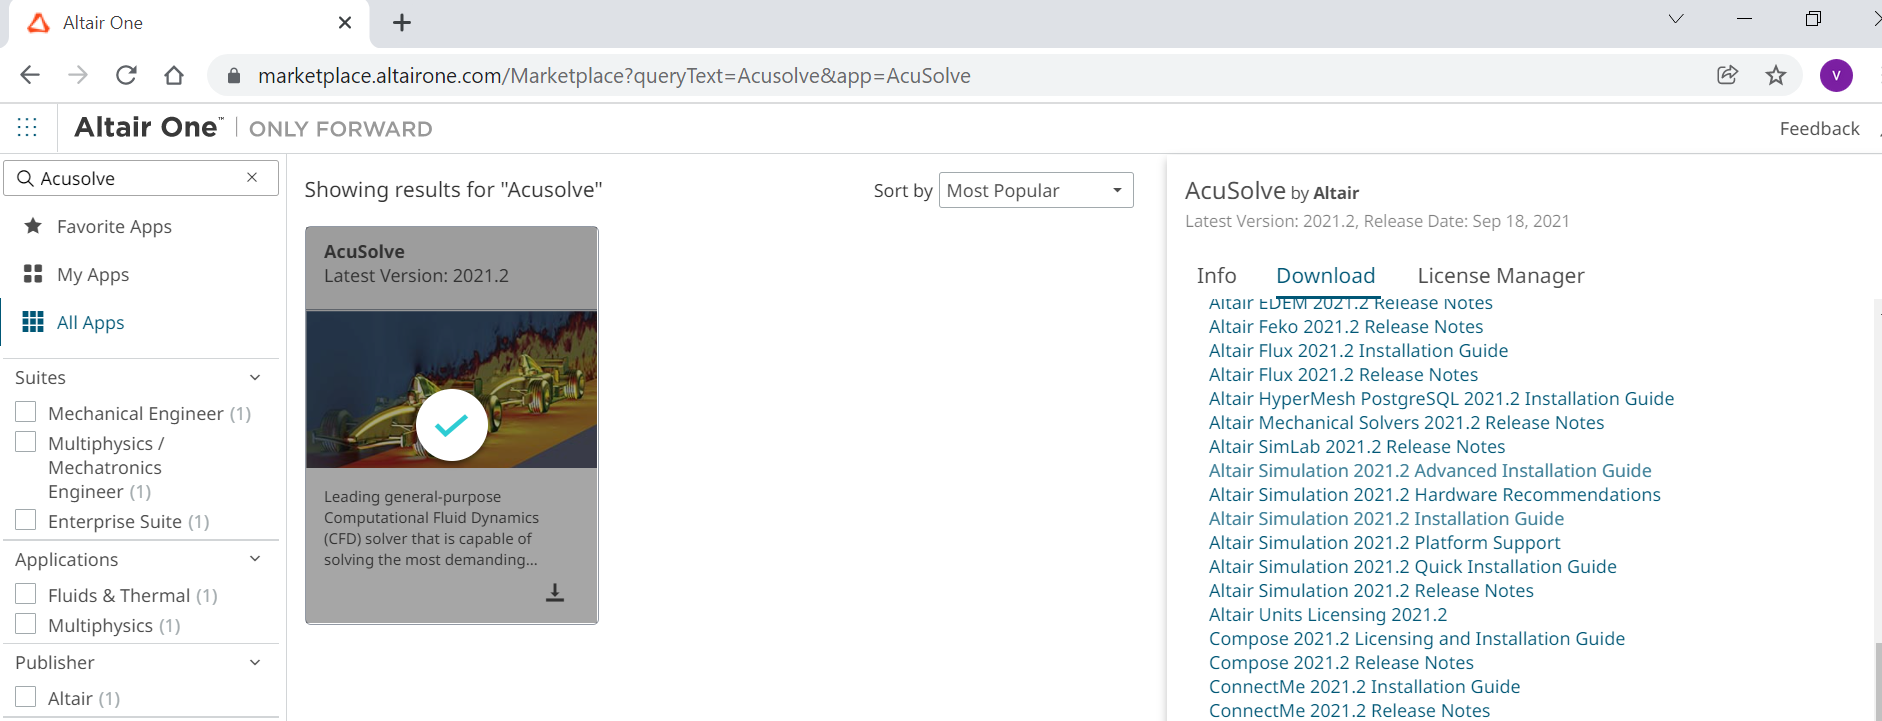 Altair One
marketplace.altairone.com/Marketplace?queryText=Acusolve&app=AcuSolve
V
Altair One™ | ONLY FORWARD
Feedback
Acusolve
Favorite Apps
My Apps
All Apps
Suites
Mechanical Engineer (1)
Multiphysics /
Mechatronics
Engineer (1)
Enterprise Suite (1)
Applications
Fluids & Thermal (1)
Multiphysics (1)
Publisher
Altair (1)
Showing results for "Acusolve"
Sort by Most Popular
AcuSolve
Latest Version: 2021.2
Leading general-purpose
Computational Fluid Dynamics
(CFD) solver that is capable of
solving the most demanding...
AcuSolve by Altair
Latest Version: 2021.2, Release Date: Sep 18, 2021
Info Download License Manager
Altair EDEM 2021.2 Release Notes
Altair Feko 2021.2 Release Notes
Altair Flux 2021.2 Installation Guide
Altair Flux 2021.2 Release Notes
Altair HyperMesh PostgreSQL 2021.2 Installation Guide
Altair Mechanical Solvers 2021.2 Release Notes
Altair SimLab 2021.2 Release Notes
Altair Simulation 2021.2 Advanced Installation Guide
Altair Simulation 2021.2 Hardware Recommendations
Altair Simulation 2021.2 Installation Guide
Altair Simulation 2021.2 Platform Support
Altair Simulation 2021.2 Quick Installation Guide
Altair Simulation 2021.2 Release Notes
Altair Units Licensing 2021.2
Compose 2021.2 Licensing and Installation Guide
Compose 2021.2 Release Notes
ConnectMe 2021.2 Installation Guide
ConnectMe 2021.2 Release Notes